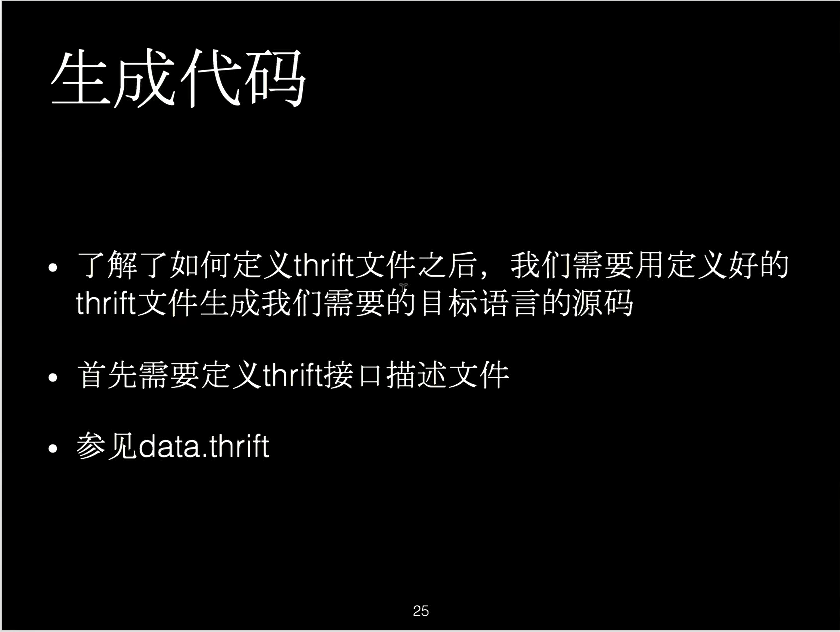 生成代码
• 了解了如何定义thrift文件之后，我们需要用定义好的
thrift文件生成我们需要的目标语言的源码
• 首先需要定义thrift接口描述文件
• 参见data.thrift
25